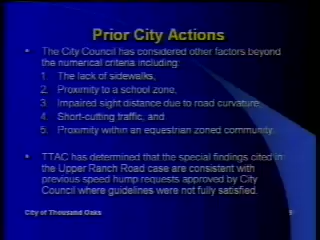 Prior City Actions
• The City Council has considered other factors beyond
the numerical criteria including:
1. The lack of sidewalks,
2. Proximity to a school zone,
3. Impaired sight distance due to road curvature,
4. Short-cutting traffic, and
5. Proximity within an equestrian zoned community.
• TTAC has determined that the special findings cited in
the Upper Ranch Road case are consistent with
previous speed hump requests approved by City
Council where guidelines were not fully satisfied.
City of Thousand Oaks